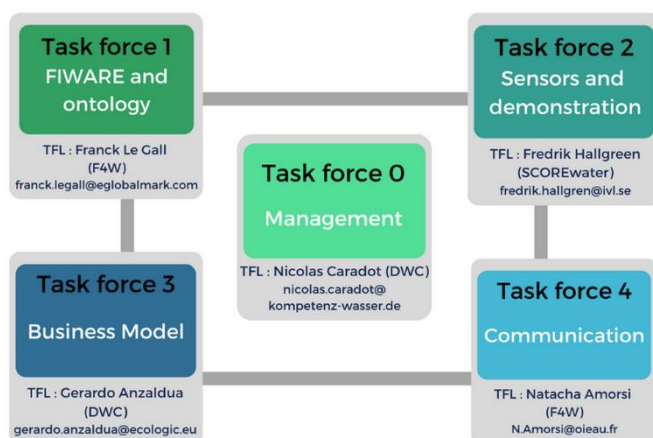 Task force 1
FIWARE and
ontology
TFL : Franck Le Gall
(F4W)
franck.legall@eglobalmark.com
Task force 2
Sensors and
demonstration
TFL : Fredrik Hallgreen
(SCOREwater)
fredrik.hallgren@ivl.se
Task force 0
Management
TFL : Nicolas Caradot (DWC)
nicolas.caradot@
kompetenz-wasser.de
Task force 3
Business Model
TFL : Gerardo Anzaldua
(DWC)
gerardo.anzaldua@ecologic.eu
Task force 4
Communication
TFL : Natacha Amorsi
(F4W)
N.Amorsi@oieau.fr